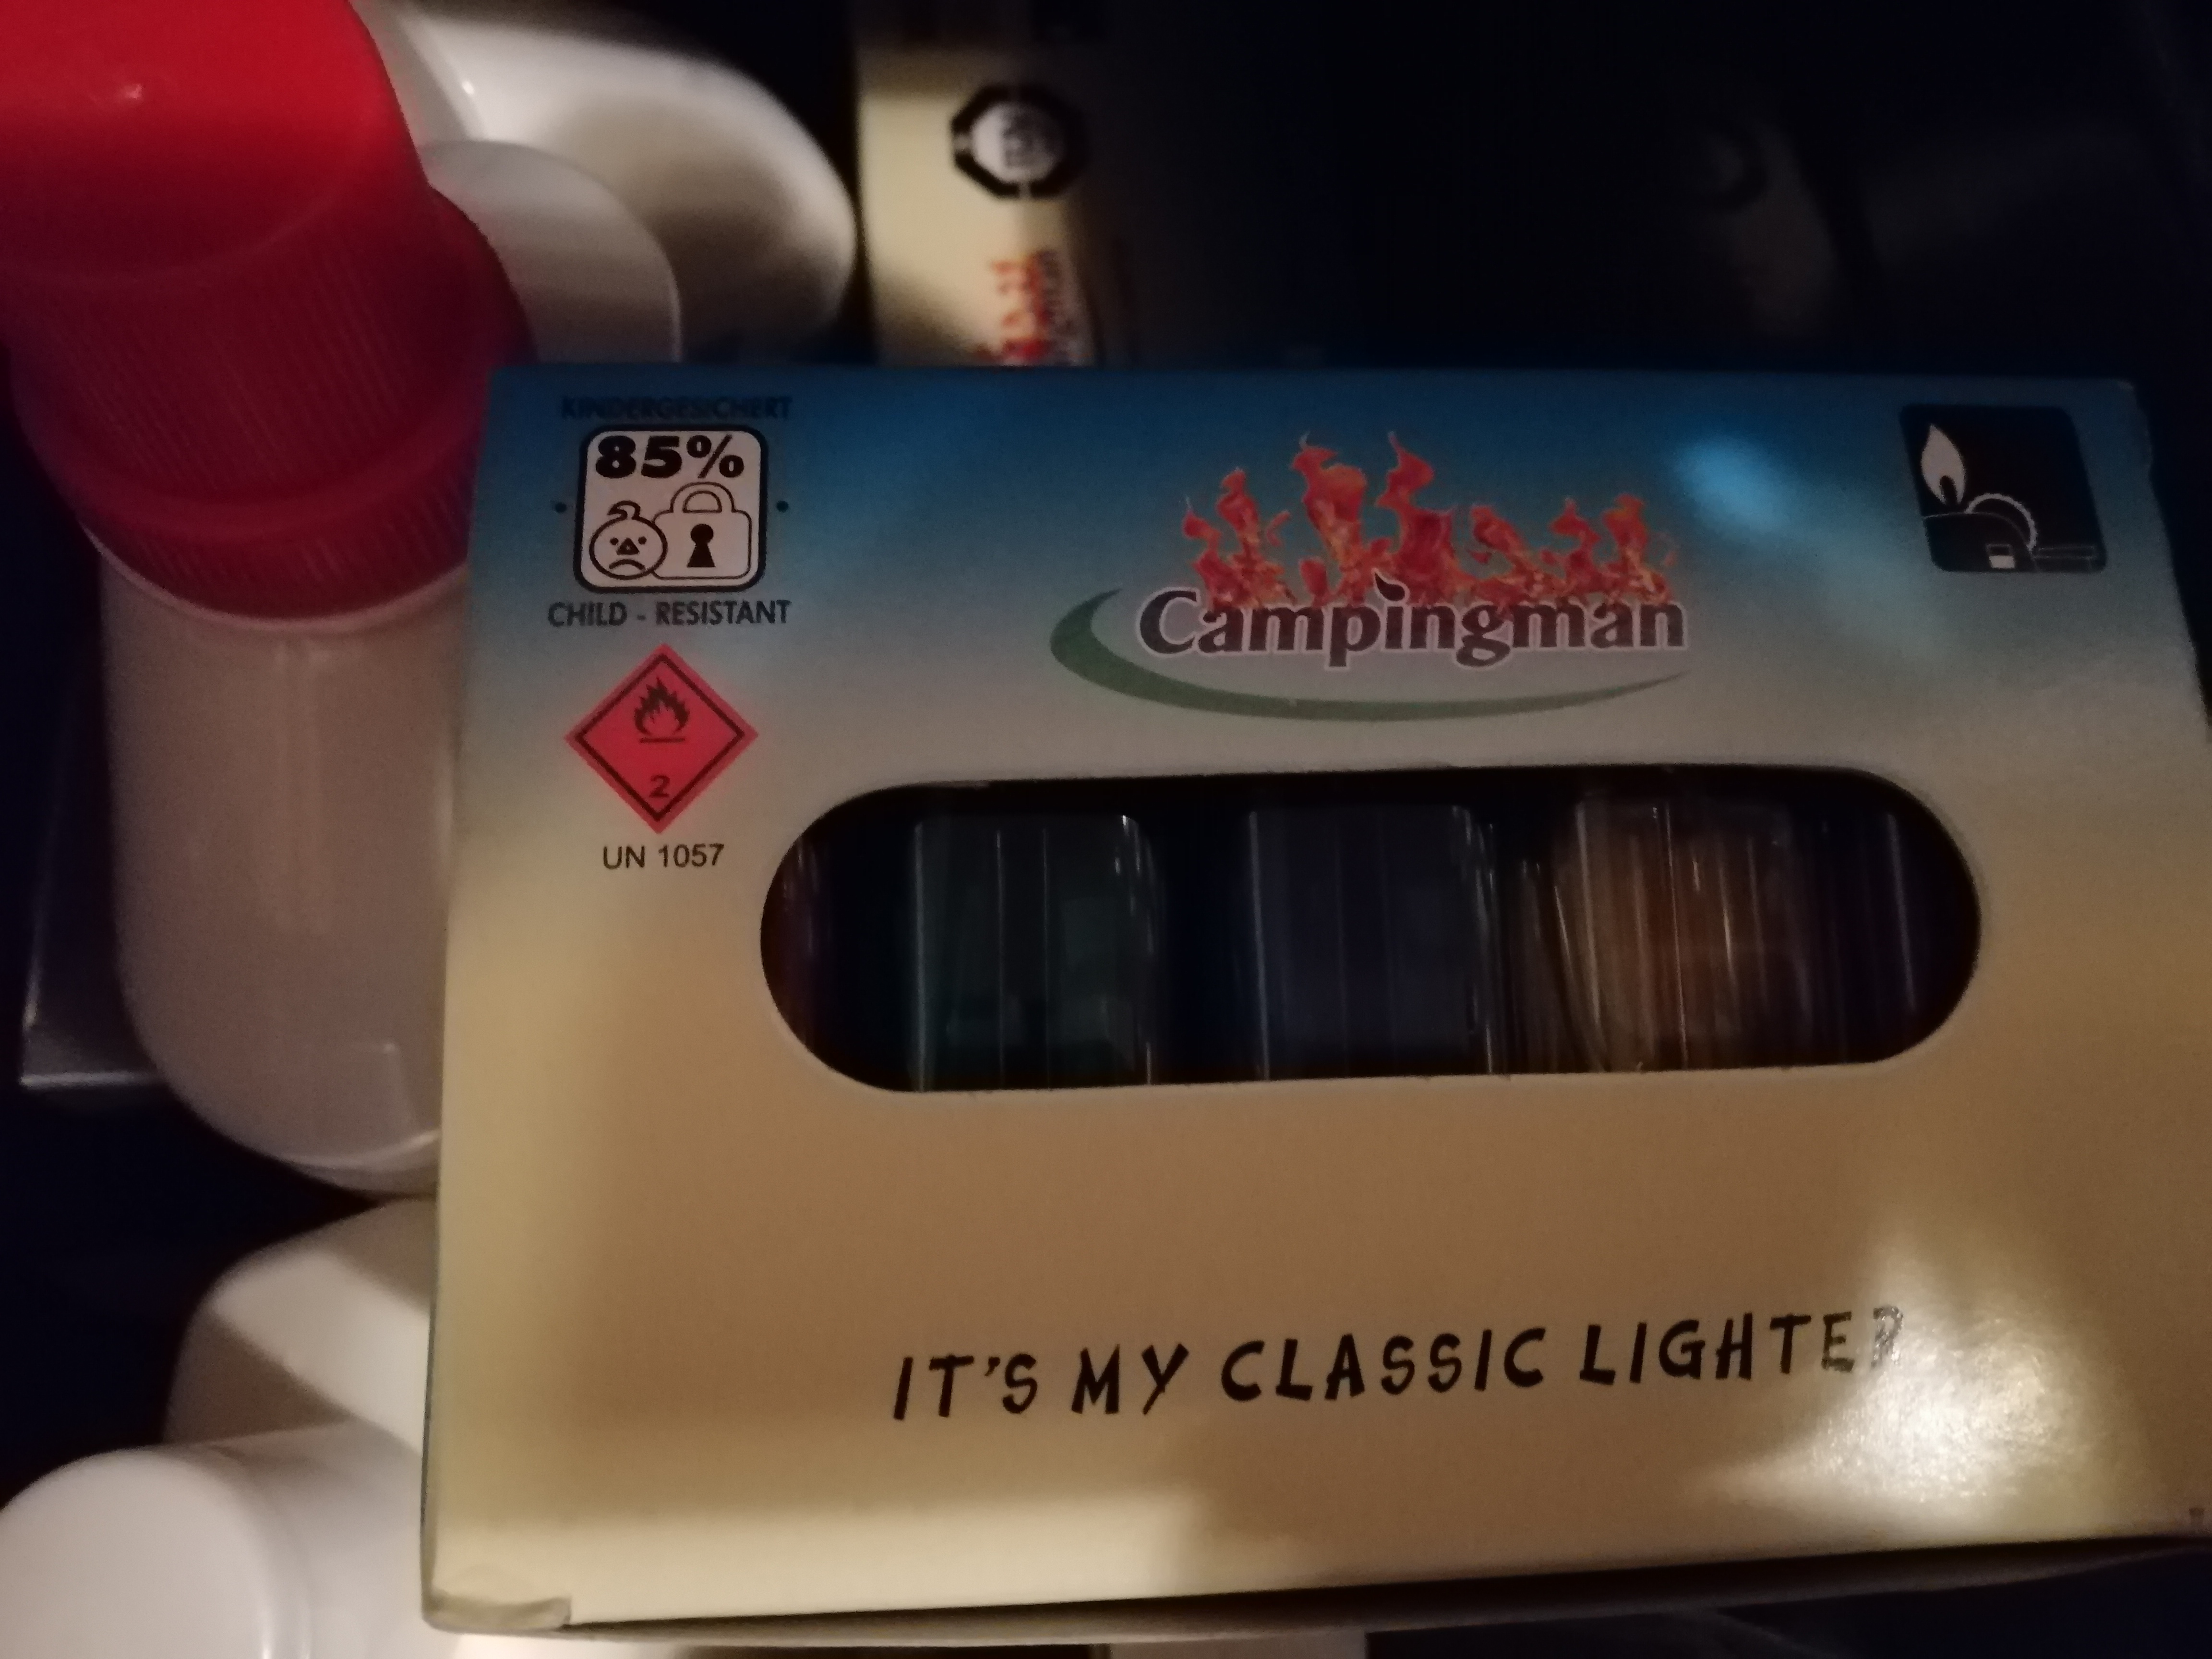 KINDERGESICHERT
85%
CHILD - RESISTANT
2
UN 1057
Campingman
IT'S MY CLASSIC LIGHTER